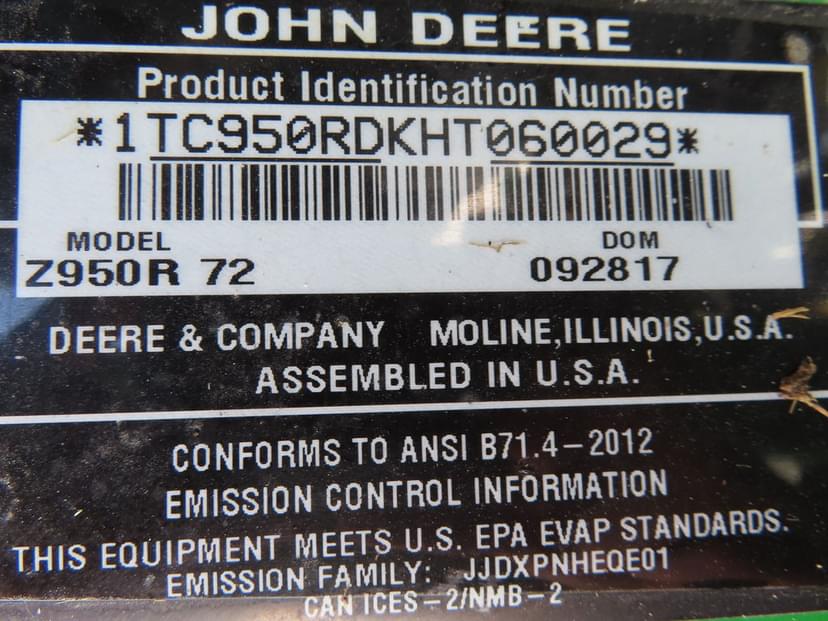 JOHN DEERE
Product Identification Number
*1TC950RDKHT060029*
MODEL DOM
Z950R 72 092817
DEERE & COMPANY MOLINE, ILLINOIS, U.S.A.
ASSEMBLED IN U.S.A.
CONFORMS TO ANSI B71.4-2012
EMISSION CONTROL INFORMATION
THIS EQUIPMENT MEETS U.S. EPA EVAP STANDARDS.
EMISSION FAMILY: JJDXPNHEQE01
CAN ICES-2/NMB-2